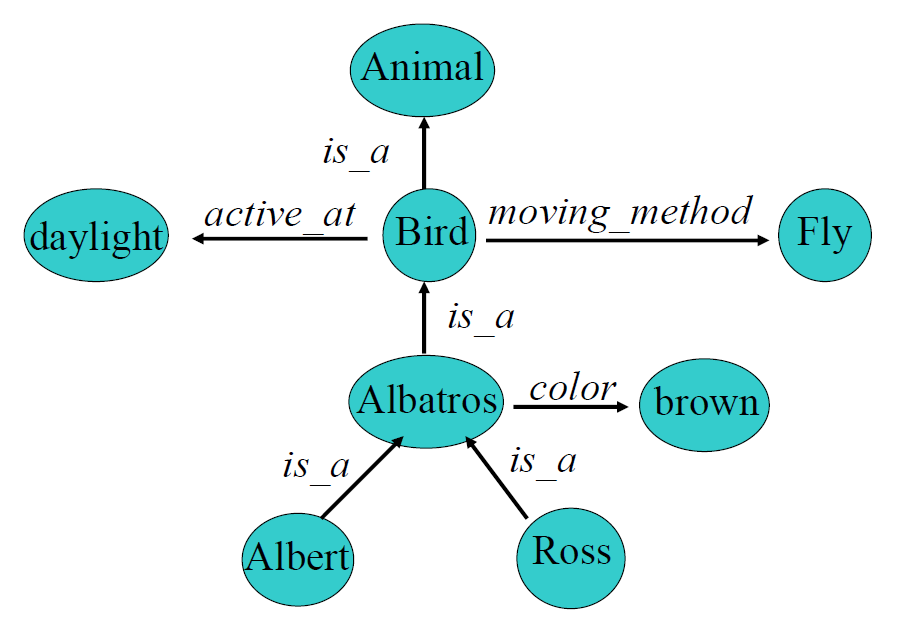 Animal
is_a
daylight
active_at
Bird
moving_method
Fly
is_a
Albatros
color
brown
is_a
is_a
Albert
Ross